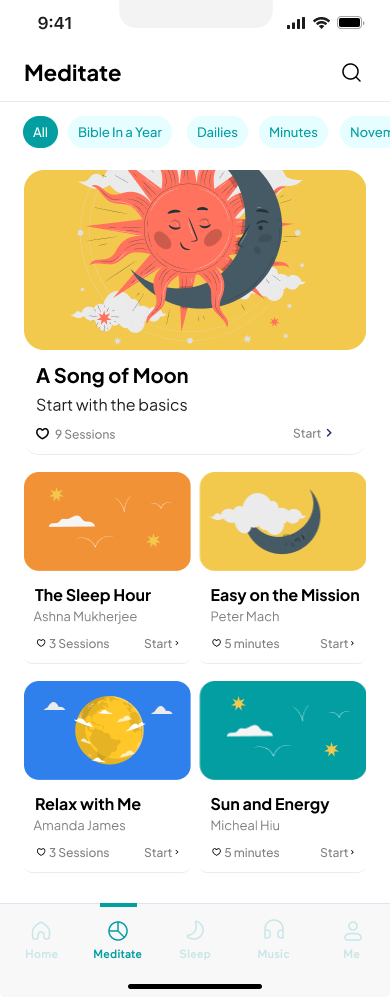 9:41
Meditate
All
Bible In a Year
Dailies
Minutes
Novem
A Song of Moon
Start with the basics
9 Sessions
Start
The Sleep Hour
Ashna Mukherjee
3 Sessions
Start
Easy on the Mission
Peter Mach
5 minutes
Start
Relax with Me
Amanda James
3 Sessions
Start
Sun and Energy
Micheal Hiu
5 minutes
Start
Home
Meditate
Sleep
Music
Me